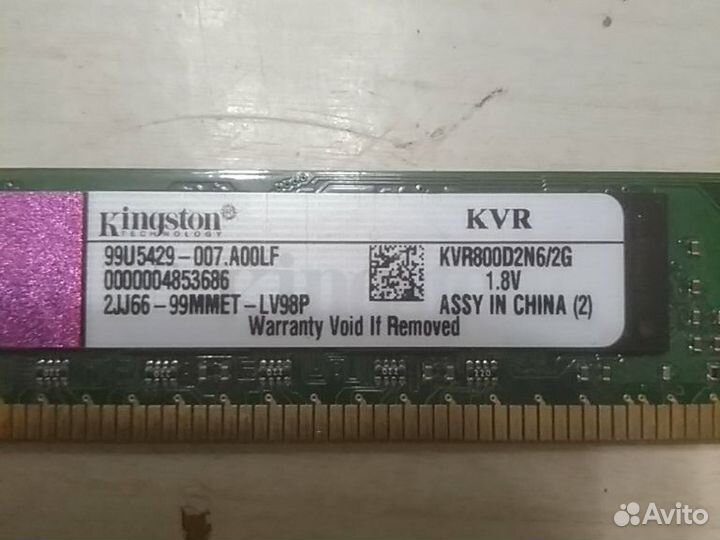 Kingston®
TECHNOLOGY
KVR
99U5429-007.A00LF
KVR800D2N6/2G
0000004853686
1.8V
2JJ66-99MMET-LV98P
ASSY IN CHINA (2)
Warranty Void If Removed
Avito